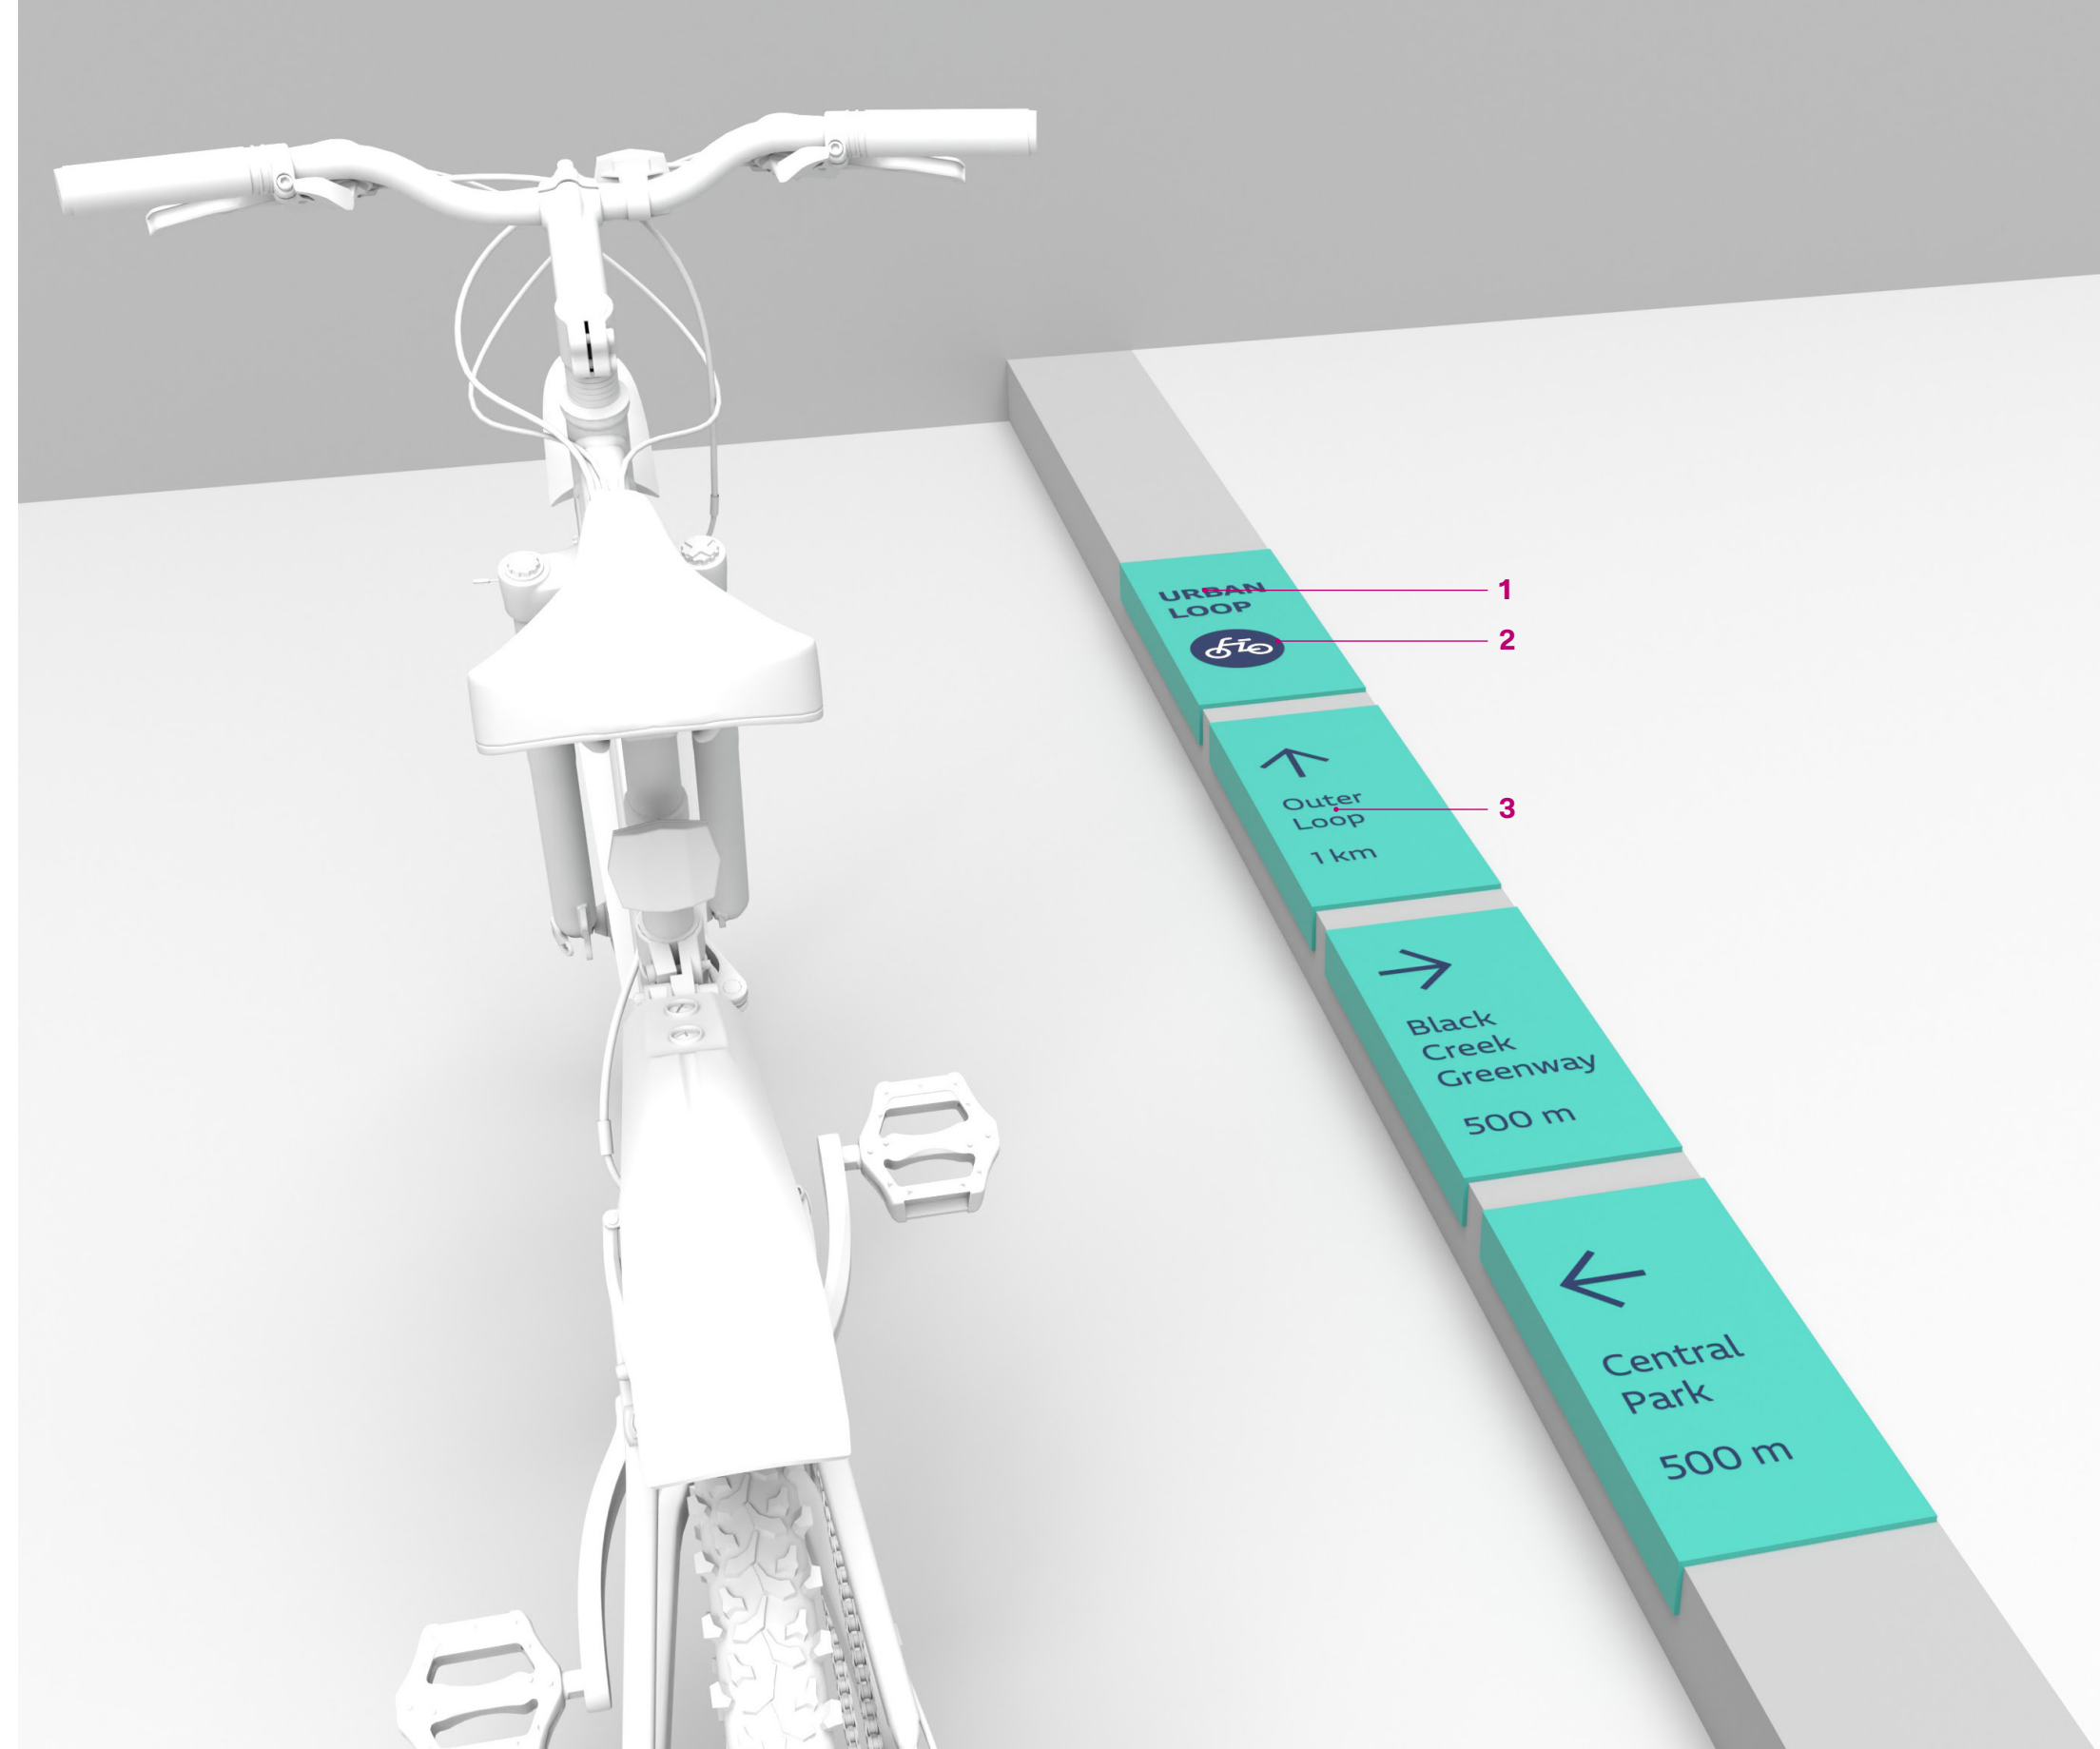 URBAN
LOOP
1
2
Outer
Loop
1 km
3
Black
Creek
Greenway
500 m
Central
Park
500 m